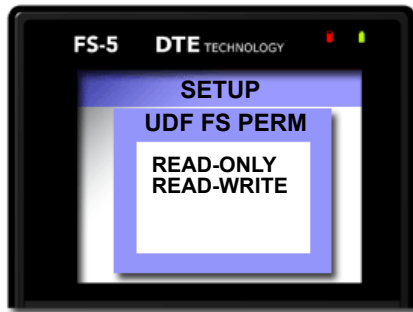 FS-5 DTE TECHNOLOGY
SETUP
UDF FS PERM
READ-ONLY
READ-WRITE